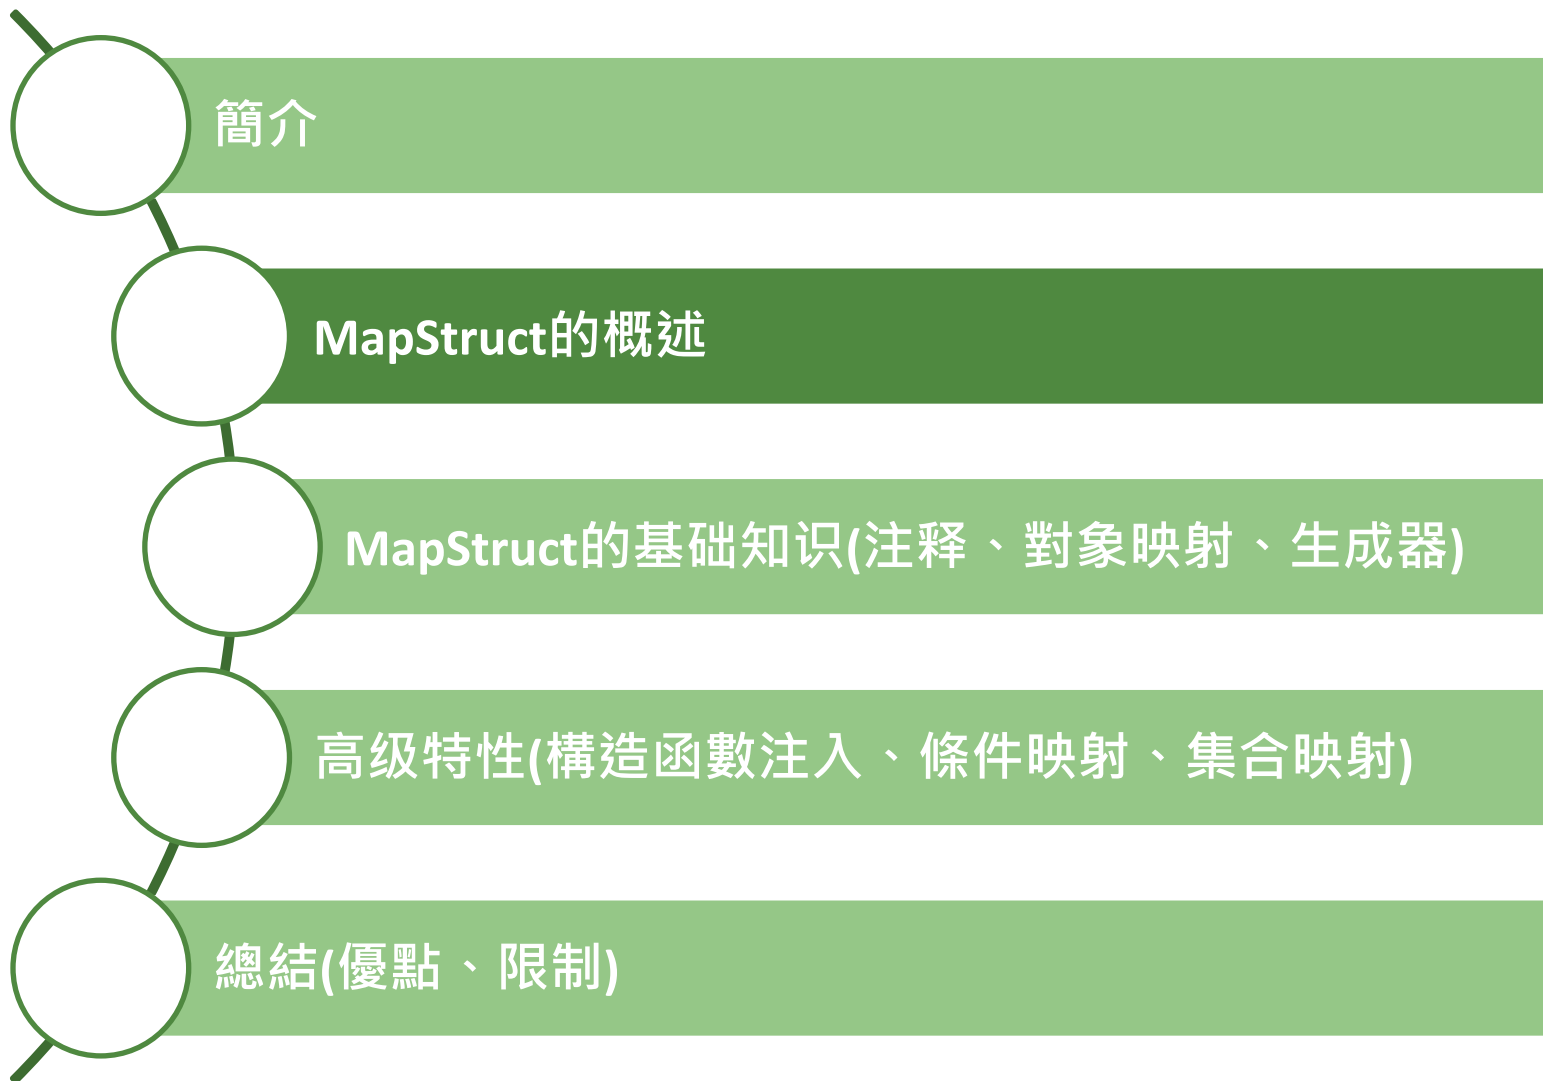 簡介
MapStruct的概述
MapStruct的基础知识(注释、對象映射、生成器)
高级特性(構造函數注入、條件映射、集合映射)
總結(優點、限制)